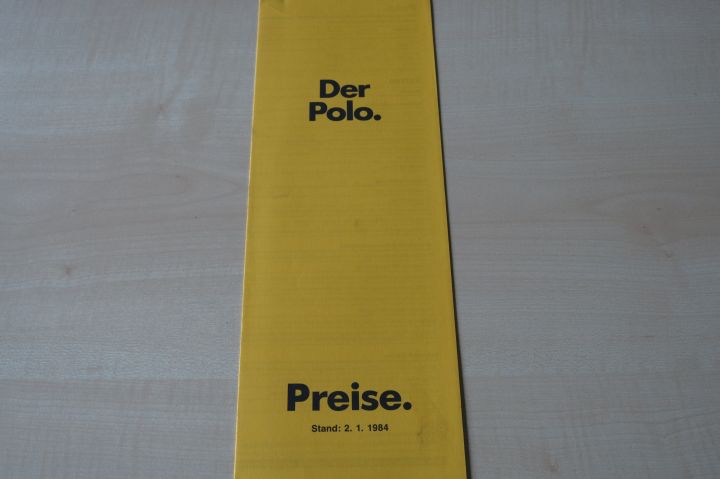 Der
Polo.
Preise.
Stand: 2. 1. 1984